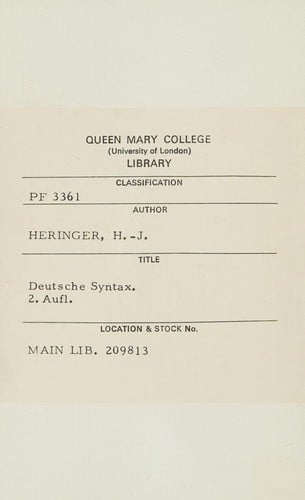 QUEEN MARY COLLEGE
(University of London)
LIBRARY
CLASSIFICATION
PF 3361
AUTHOR
HERINGER, H.-J.
TITLE
Deutsche Syntax.
2. Aufl.
LOCATION & STOCK No.
MAIN LIB. 209813